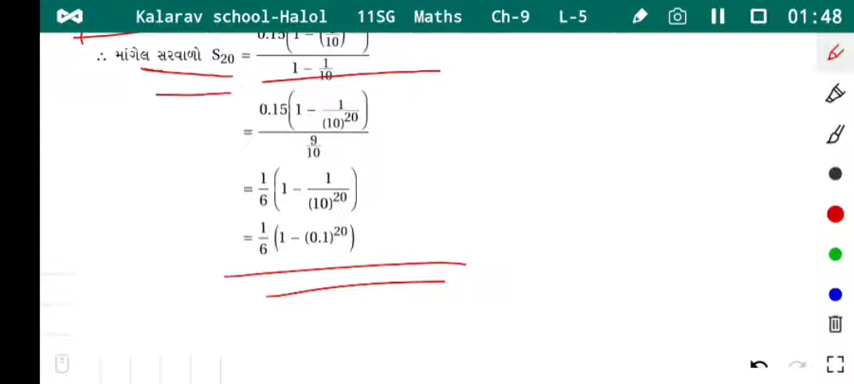 Kalarav school-Halol 11SG Maths Ch-9 L-5 01:48
∴ માંગેલ સરવાળો S₂₀ = 0.15(1 − (1/10) ) / (1 − 1/10)
= 0.15(1 − 1/(10)²⁰) / (9/10)
= 1/6 (1 − 1/(10)²⁰)
= 1/6 (1 − (0.1)²⁰)